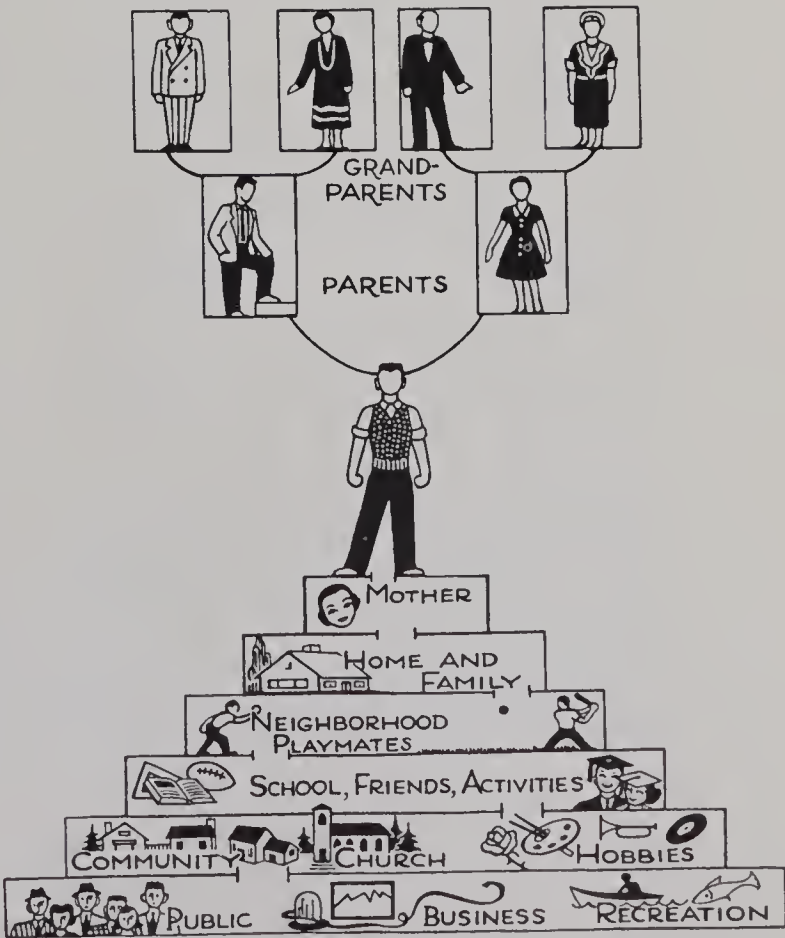 GRAND-
PARENTS
PARENTS
MOTHER
HOME AND
FAMILY
NEIGHBORHOOD
PLAYMATES
SCHOOL, FRIENDS, ACTIVITIES
COMMUNITY CHURCH HOBBIES
PUBLIC BUSINESS RECREATION